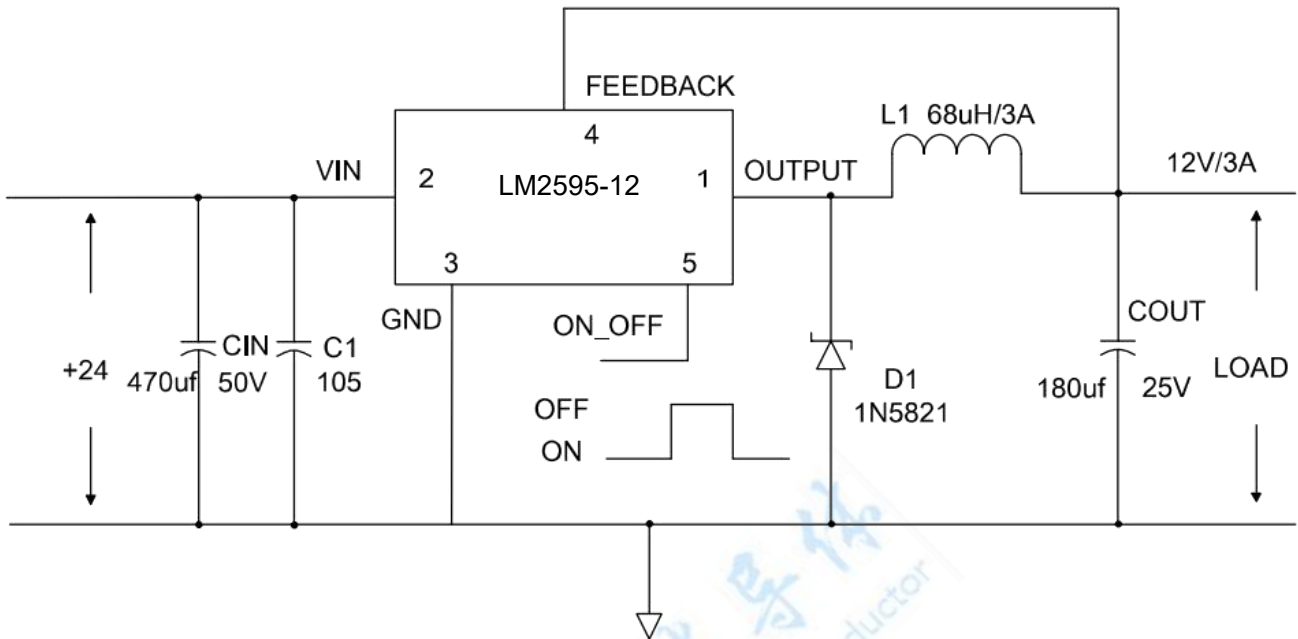 FEEDBACK
4
L1 68uH/3A
VIN
2
LM2595-12
1
OUTPUT
12V/3A
3
5
GND
ON_OFF
CIN
C1
COUT
+24
470uf
50V
105
D1
1N5821
180uf
25V
LOAD
OFF
ON